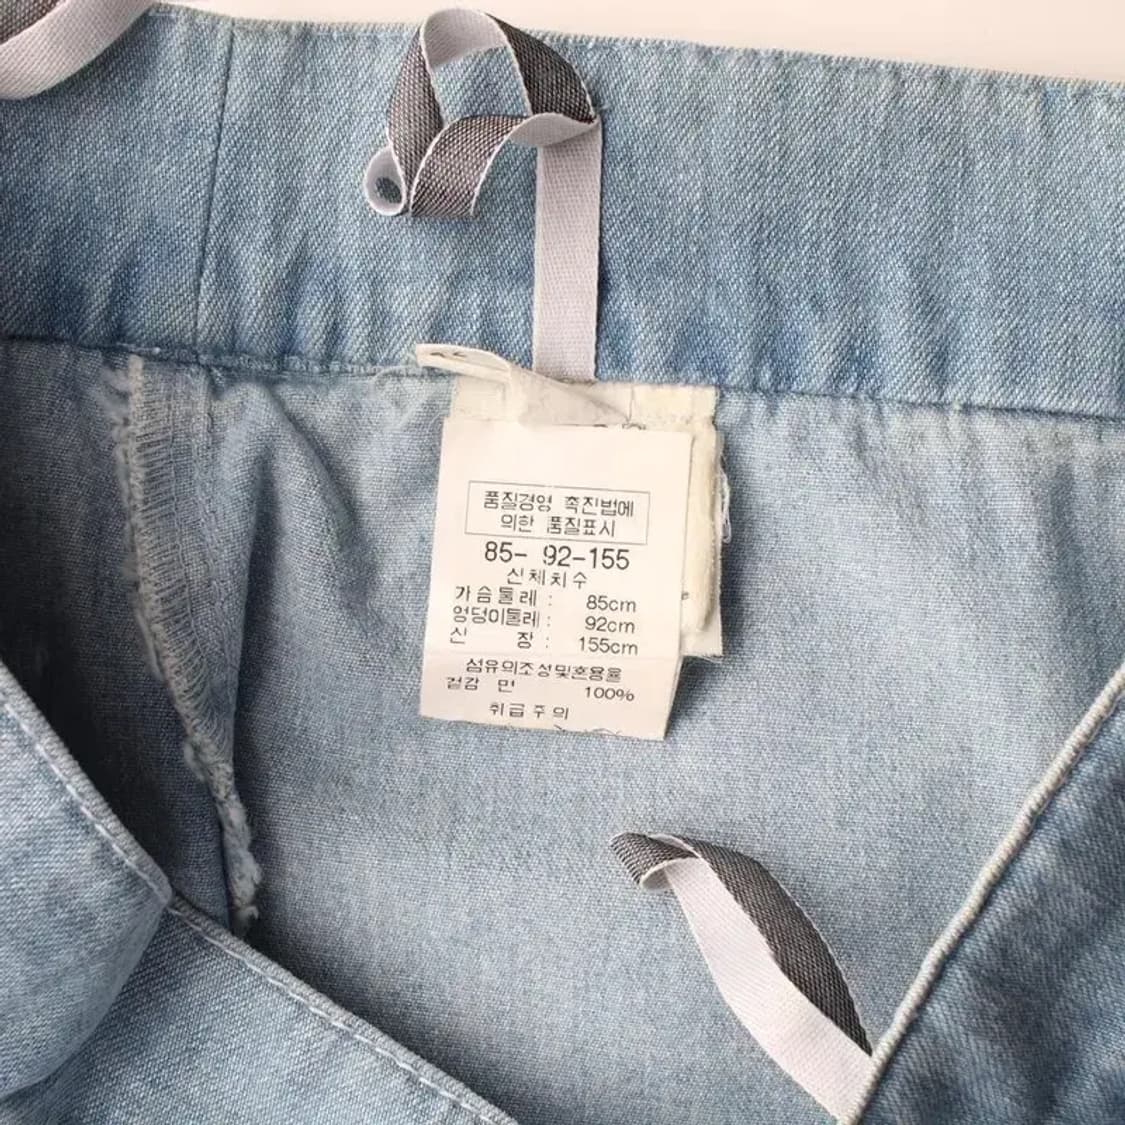 품질경영 촉진법에
의한 품질표시
85- 92-155
신체치수
가슴둘레 : 85cm
엉덩이둘레 : 92cm
신 장 : 155cm
섬유의조성및혼용율
겉감 면 100%
취급주의